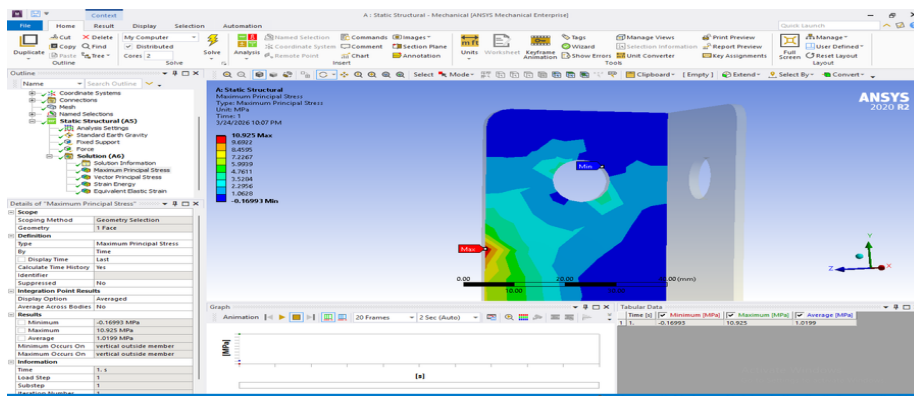 Context
A : Static Structural - Mechanical [ANSYS Mechanical Enterprise]
File Home Result Display Selection Automation
Quick Launch
Duplicate
Cut Delete
Copy Find
Paste Tree
Outline
My Computer
Distributed
Cores 2
Solve
Solve
Analysis
Named Selection Commands Images
Coordinate System Comment Section Plane
Remote Point Chart Annotation
Insert
Units Worksheet Keyframe Animation
Tags
Wizard
Show Errors
Manage Views Print Preview
Selection Information Report Preview
Unit Converter Key Assignments
Tools
Full Screen
Manage
User Defined
Reset Layout
Layout
Outline
Name Search Outline
Coordinate Systems
Connections
Mesh
Named Selections
Static Structural (A5)
Analysis Settings
Standard Earth Gravity
Fixed Support
Force
Solution (A6)
Solution Information
Maximum Principal Stress
Vector Principal Stress
Strain Energy
Equivalent Elastic Strain
Select Mode Clipboard [ Empty ] Extend Select By Convert
A: Static Structural
Maximum Principal Stress
Type: Maximum Principal Stress
Unit: MPa
Time: 1
3/24/2026 10:07 PM
10.925 Max
9.6922
8.4595
7.2267
5.9939
4.7611
3.5284
2.2956
1.0628
-0.16993 Min
ANSYS
2020 R2
Min
Max
0.00 20.00 (mm)
10.00
Y
Z X
Details of "Maximum Principal Stress"
Scope
Scoping Method Geometry Selection
Geometry 1 Face
Definition
Type Maximum Principal Stress
By Time
Display Time Last
Calculate Time History Yes
Identifier
Suppressed No
Integration Point Results
Display Option Averaged
Average Across Bodies No
Results
Minimum -0.16993 MPa
Maximum 10.925 MPa
Average 1.0199 MPa
Minimum Occurs On vertical outside member
Maximum Occurs On vertical outside member
Information
Time 1. s
Load Step 1
Substep 1
Iteration Number 1
Graph
Animation 20 Frames 2 Sec (Auto)
[MPa]
[s]
Tabular Data
Time [s] Minimum [MPa] Maximum [MPa] Average [MPa]
1 1. -0.16993 10.925 1.0199